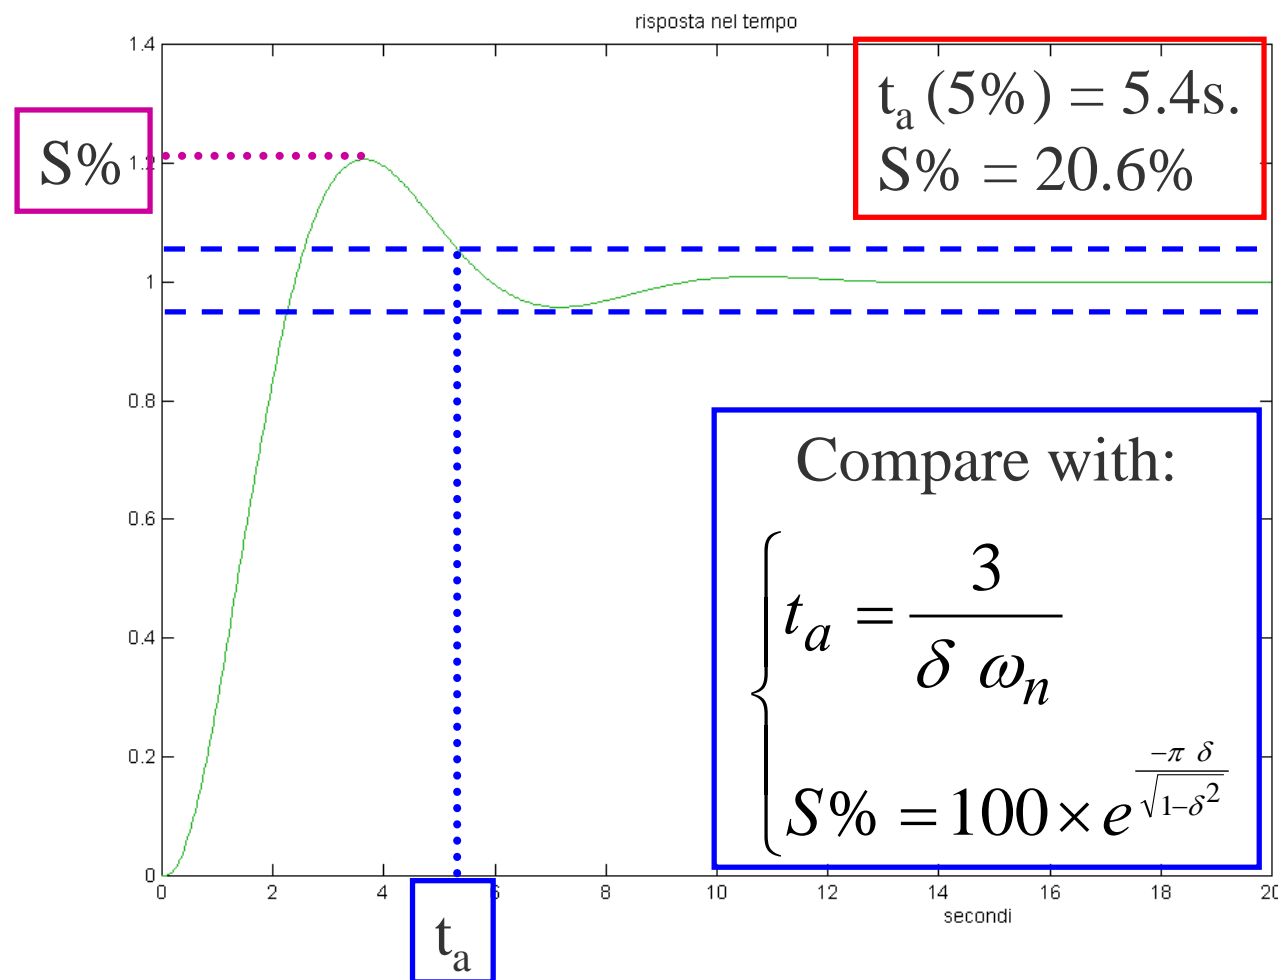 risposta nel tempo
1.4
t_a (5%) = 5.4s.
S% = 20.6%
S%
1
0.8
Compare with:
0.6
t_a = 3 / (δ ω_n)
0.4
0.2
S% = 100 × e^(−π δ / √(1−δ²))
0
0 2 4 6 8 10 12 14 16 18 20
secondi
t_a